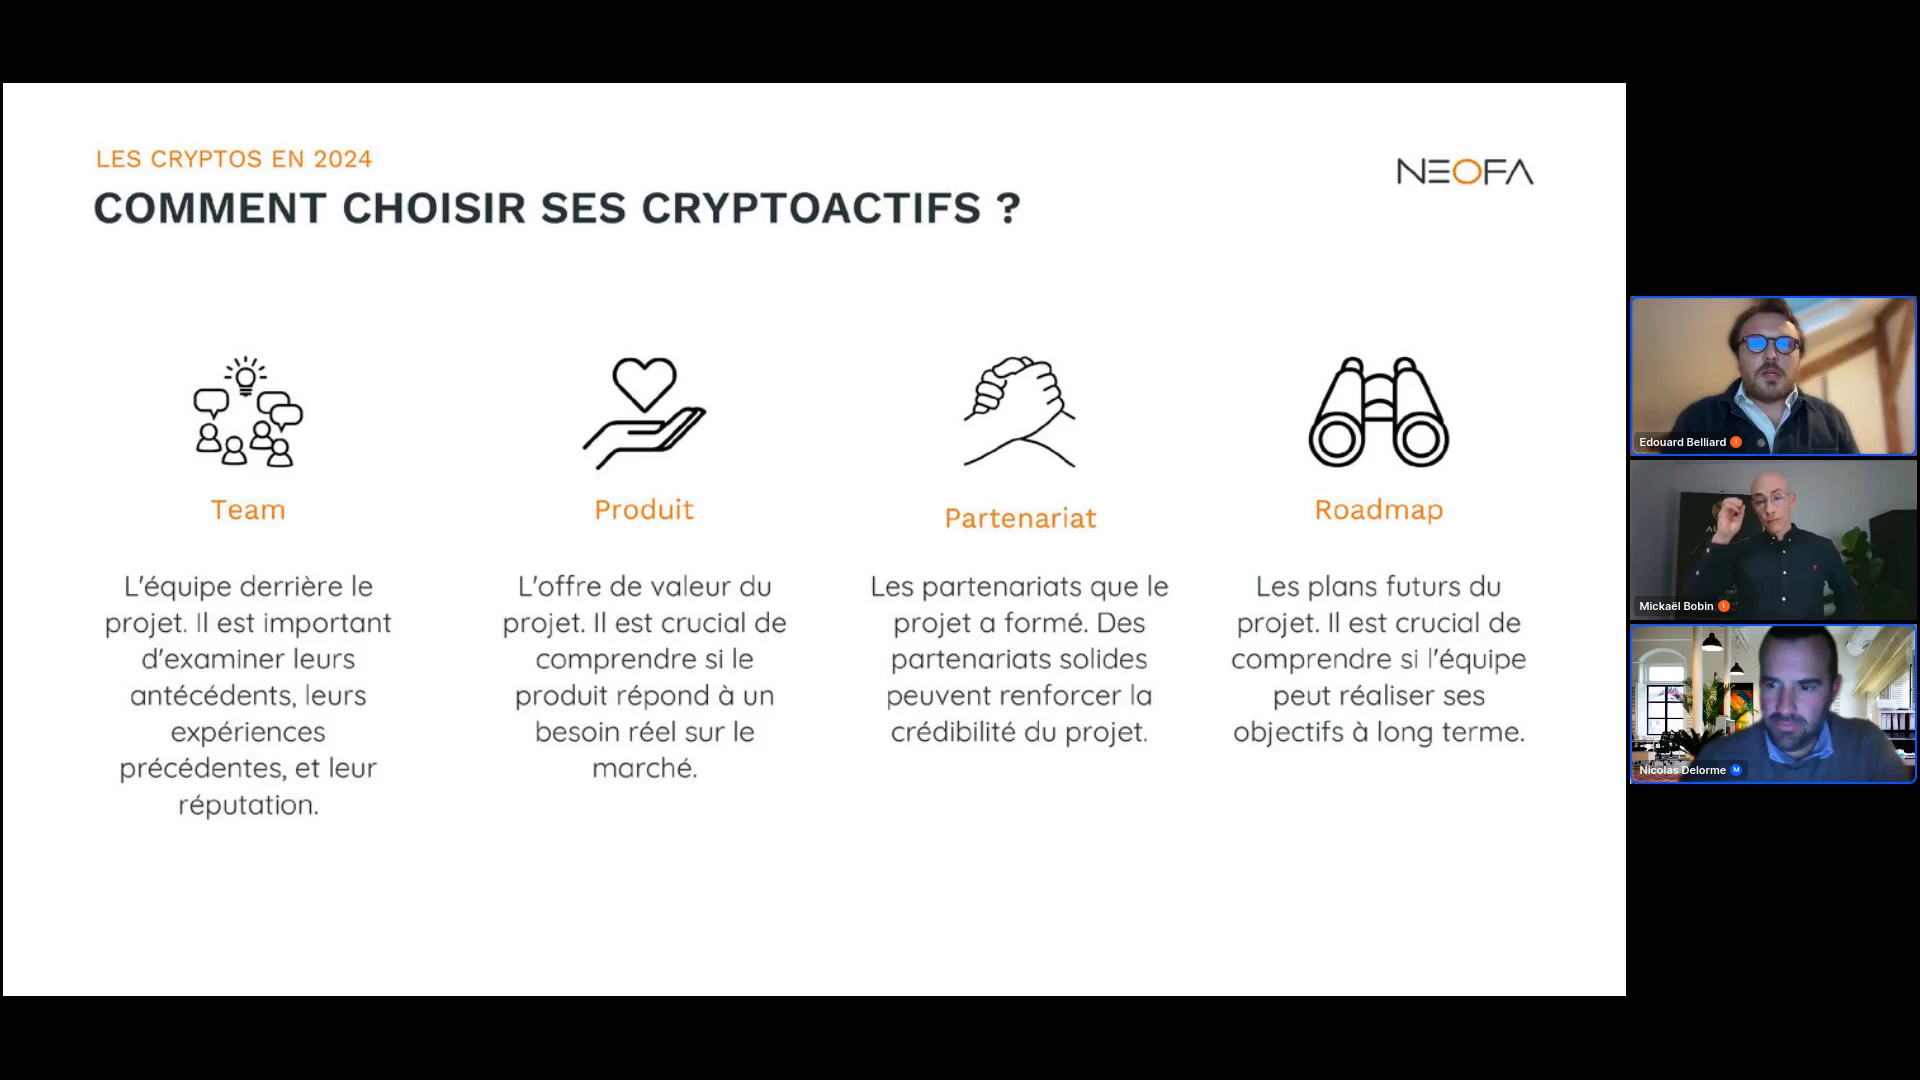 LES CRYPTOS EN 2024
COMMENT CHOISIR SES CRYPTOACTIFS ?
NEOFA
Team
L'équipe derrière le
projet. Il est important
d'examiner leurs
antécédents, leurs
expériences
précédentes, et leur
réputation.
Produit
L'offre de valeur du
projet. Il est crucial de
comprendre si le
produit répond à un
besoin réel sur le
marché.
Partenariat
Les partenariats que le
projet a formé. Des
partenariats solides
peuvent renforcer la
crédibilité du projet.
Roadmap
Les plans futurs du
projet. Il est crucial de
comprendre si l'équipe
peut réaliser ses
objectifs à long terme.
Edouard Belliard I
Mickaël Bobin I
Nicolas Delorme M